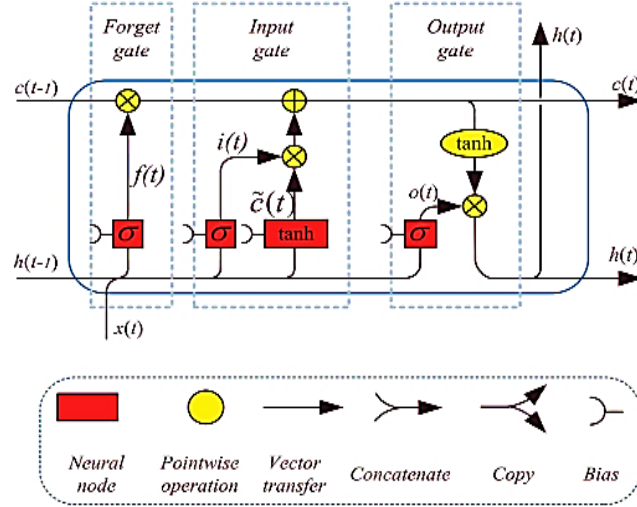 Forget
gate
Input
gate
Output
gate
h(t)
c(t-1)
c(t)
i(t)
tanh
f(t)
c̃(t)
o(t)
σ
σ
tanh
σ
h(t-1)
h(t)
x(t)
Neural
node
Pointwise
operation
Vector
transfer
Concatenate
Copy
Bias